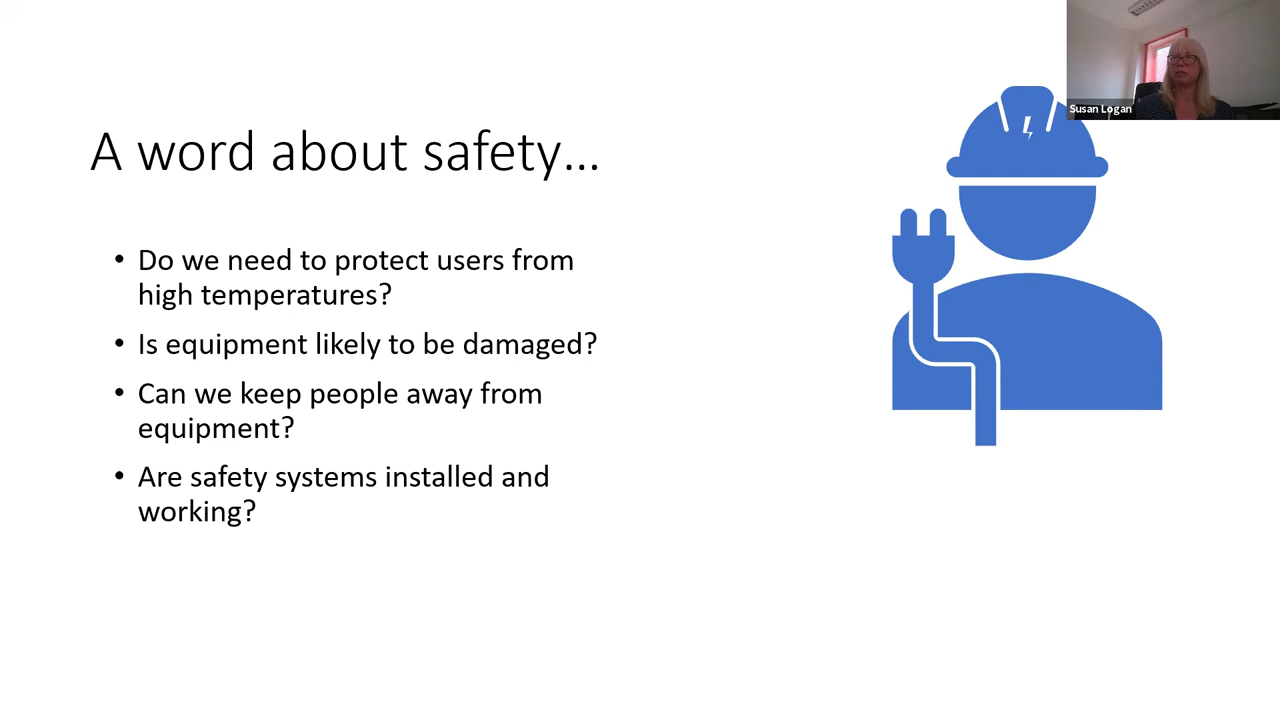 Susan Logan
A word about safety...
• Do we need to protect users from
high temperatures?
• Is equipment likely to be damaged?
• Can we keep people away from
equipment?
• Are safety systems installed and
working?